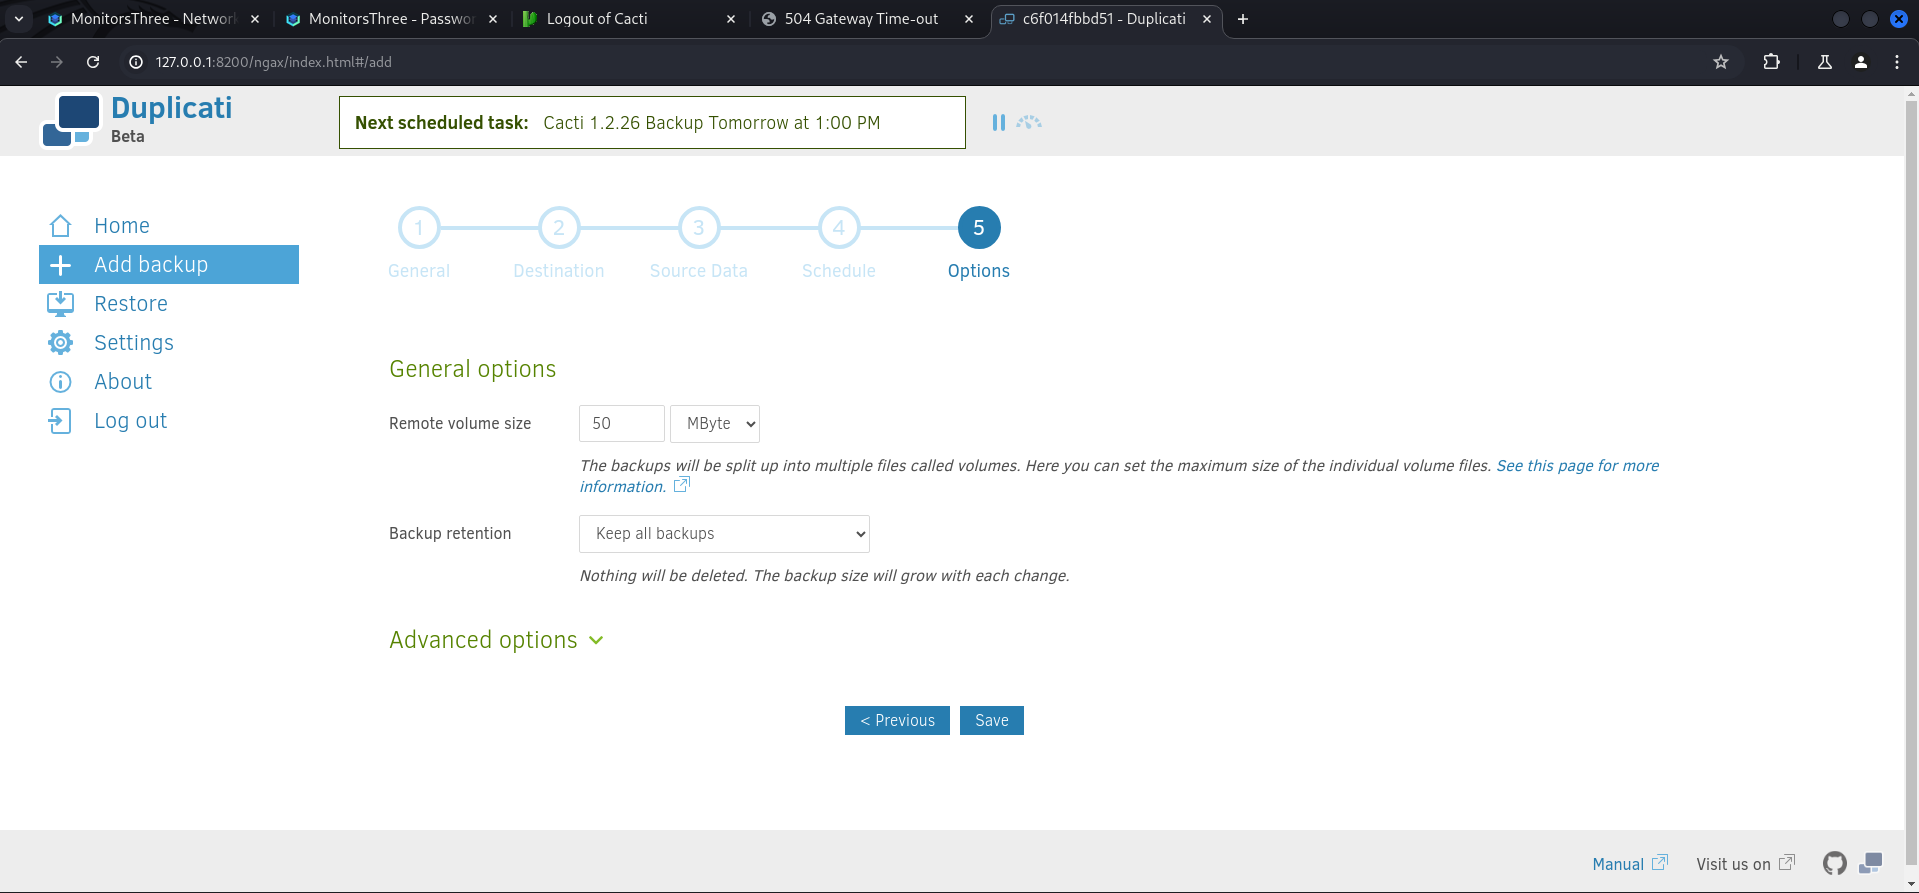 MonitorsThree - Network
MonitorsThree - Passwor
Logout of Cacti
504 Gateway Time-out
c6f014fbbd51 - Duplicati
127.0.0.1:8200/ngax/index.html#/add
Duplicati
Beta
Next scheduled task: Cacti 1.2.26 Backup Tomorrow at 1:00 PM
Home
Add backup
Restore
Settings
About
Log out
1 2 3 4 5
General Destination Source Data Schedule Options
General options
Remote volume size 50 MByte
The backups will be split up into multiple files called volumes. Here you can set the maximum size of the individual volume files. See this page for more
information.
Backup retention Keep all backups
Nothing will be deleted. The backup size will grow with each change.
Advanced options
< Previous Save
Manual Visit us on